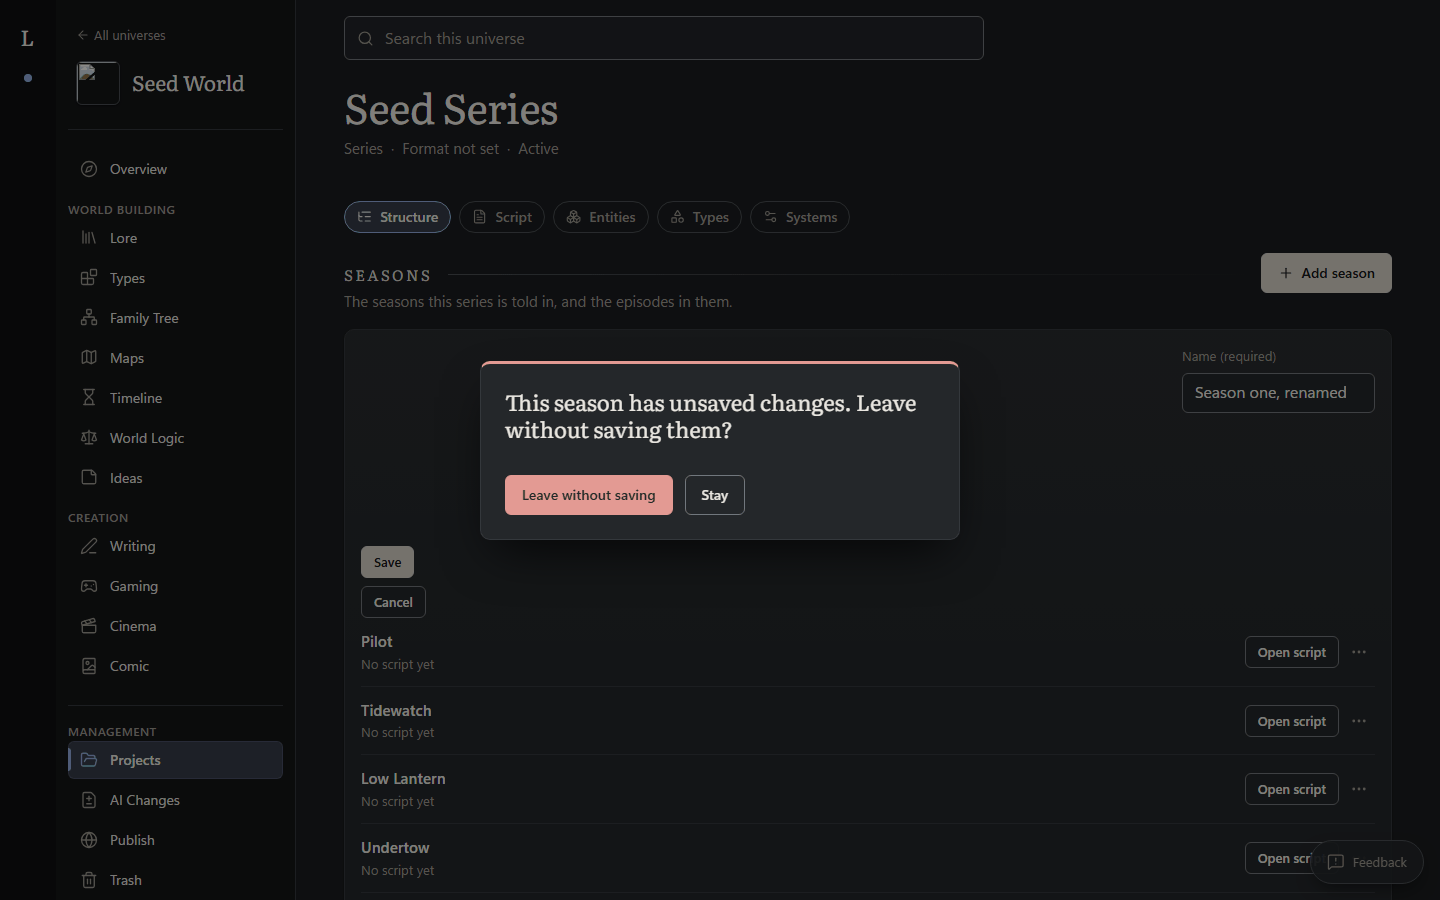 L
All universes
Seed World
Overview
WORLD BUILDING
Lore
Types
Family Tree
Maps
Timeline
World Logic
Ideas
CREATION
Writing
Gaming
Cinema
Comic
MANAGEMENT
Projects
AI Changes
Publish
Trash
Search this universe
Seed Series
Series · Format not set · Active
Structure
Script
Entities
Types
Systems
SEASONS
Add season
The seasons this series is told in, and the episodes in them.
Name (required)
Season one, renamed
This season has unsaved changes. Leave
without saving them?
Leave without saving
Stay
Save
Cancel
Pilot
No script yet
Open script
Tidewatch
No script yet
Open script
Low Lantern
No script yet
Open script
Undertow
No script yet
Open scr
Feedback